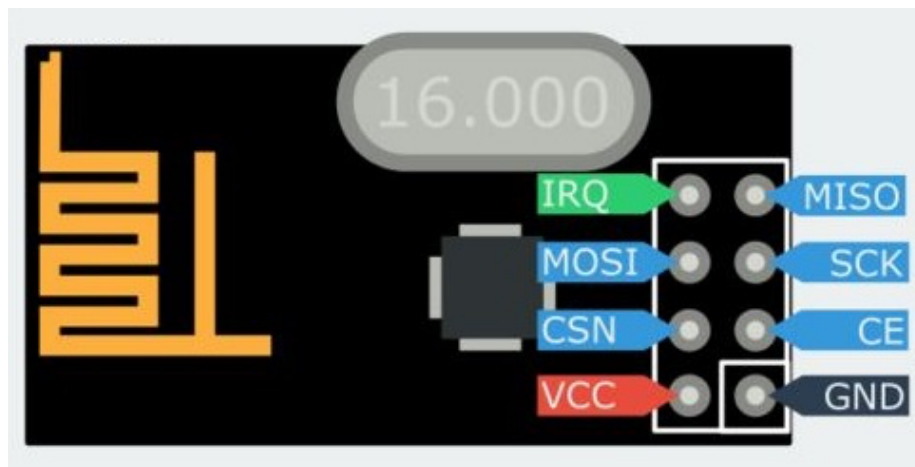 16.000
IRQ MISO
MOSI SCK
CSN CE
VCC GND